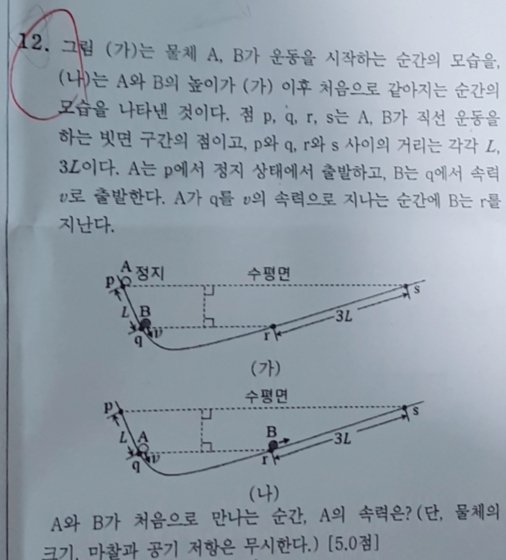 12. 그림 (가)는 물체 A, B가 운동을 시작하는 순간의 모습을,
(나)는 A와 B의 높이가 (가) 이후 처음으로 같아지는 순간의
모습을 나타낸 것이다. 점 p, q, r, s는 A, B가 직선 운동을
하는 빗면 구간의 점이고, p와 q, r와 s 사이의 거리는 각각 L,
3L이다. A는 p에서 정지 상태에서 출발하고, B는 q에서 속력
v로 출발한다. A가 q를 v의 속력으로 지나는 순간에 B는 r를
지난다.
A 정지 수평면
p s
L B 3L
q v r
(가)
수평면
p s
L A B 3L
q v r
(나)
A와 B가 처음으로 만나는 순간, A의 속력은? (단, 물체의
크기, 마찰과 공기 저항은 무시한다.) [5.0점]